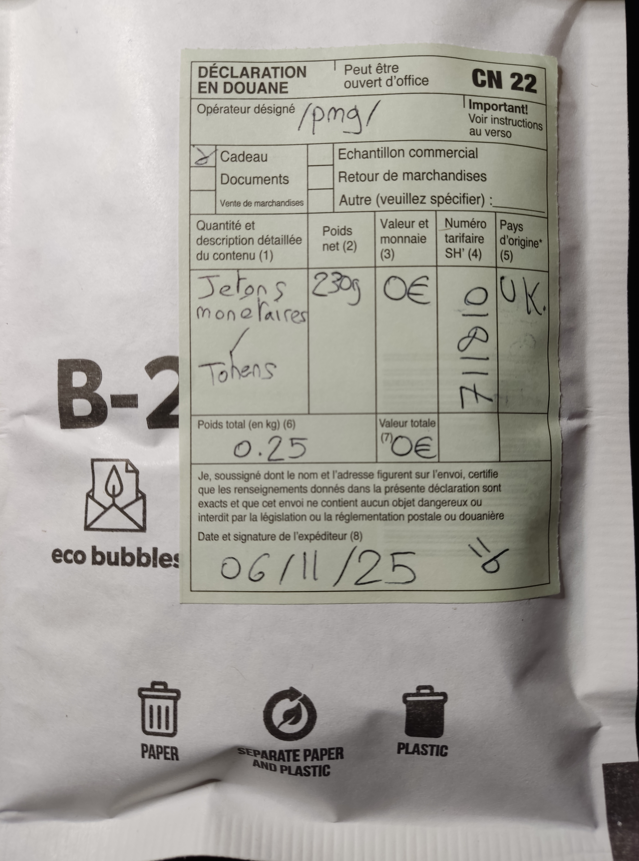 DÉCLARATION
EN DOUANE
Peut être
ouvert d'office
CN 22
Opérateur désigné
/pmg/
Important!
Voir instructions
au verso
Cadeau
Echantillon commercial
Documents
Retour de marchandises
Vente de marchandises
Autre (veuillez spécifier) :
Quantité et
description détaillée
du contenu (1)
Poids
net (2)
Valeur et
monnaie
(3)
Numéro
tarifaire
SH' (4)
Pays
d'origine*
(5)
Jetons
monetaires
/
Tokens
230g
0€
711810
UK.
Poids total (en kg) (6)
0.25
Valeur totale
(7) 0€
Je, soussigné dont le nom et l'adresse figurent sur l'envoi, certifie
que les renseignements donnés dans la présente déclaration sont
exacts et que cet envoi ne contient aucun objet dangereux ou
interdit par la législation ou la règlementation postale ou douanière
Date et signature de l'expéditeur (8)
06/11/25
B-2
eco bubbles
PAPER
SEPARATE PAPER
AND PLASTIC
PLASTIC